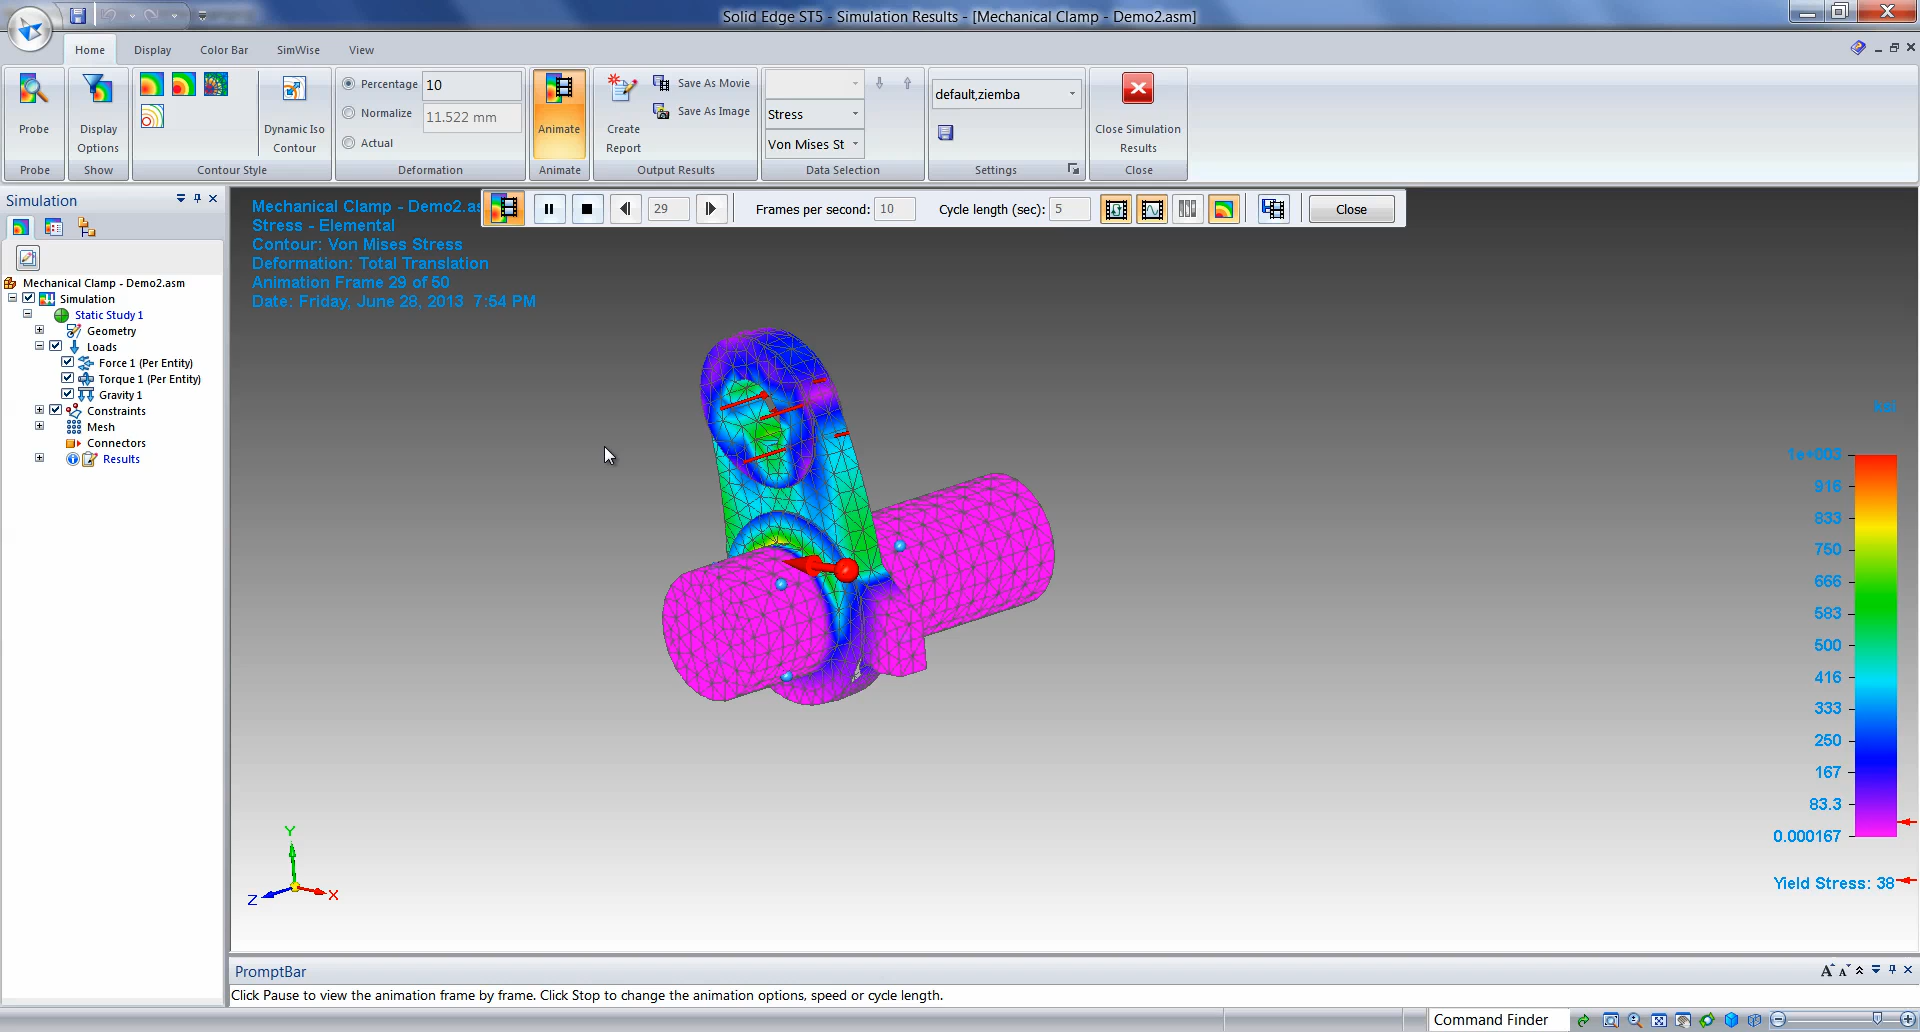 Solid Edge ST5 - Simulation Results - [Mechanical Clamp - Demo2.asm]
Home Display Color Bar SimWise View
Probe
Display
Options
Dynamic Iso
Contour
Percentage 10
Normalize 11.522 mm
Actual
Animate
Create
Report
Save As Movie
Save As Image
Stress
Von Mises St
default,ziemba
Close Simulation
Results
Probe Show Contour Style Deformation Animate Output Results Data Selection Settings Close
Simulation
29 Frames per second: 10 Cycle length (sec): 5 Close
Mechanical Clamp - Demo2.asm
Simulation
Static Study 1
Geometry
Loads
Force 1 (Per Entity)
Torque 1 (Per Entity)
Gravity 1
Constraints
Mesh
Connectors
Results
Mechanical Clamp - Demo2.as
Stress - Elemental
Contour: Von Mises Stress
Deformation: Total Translation
Animation Frame 29 of 50
Date: Friday, June 28, 2013 7:54 PM
ksi
1e+003
916
833
750
666
583
500
416
333
250
167
83.3
0.000167
Yield Stress: 38
Y
Z X
PromptBar
Click Pause to view the animation frame by frame. Click Stop to change the animation options, speed or cycle length.
Command Finder